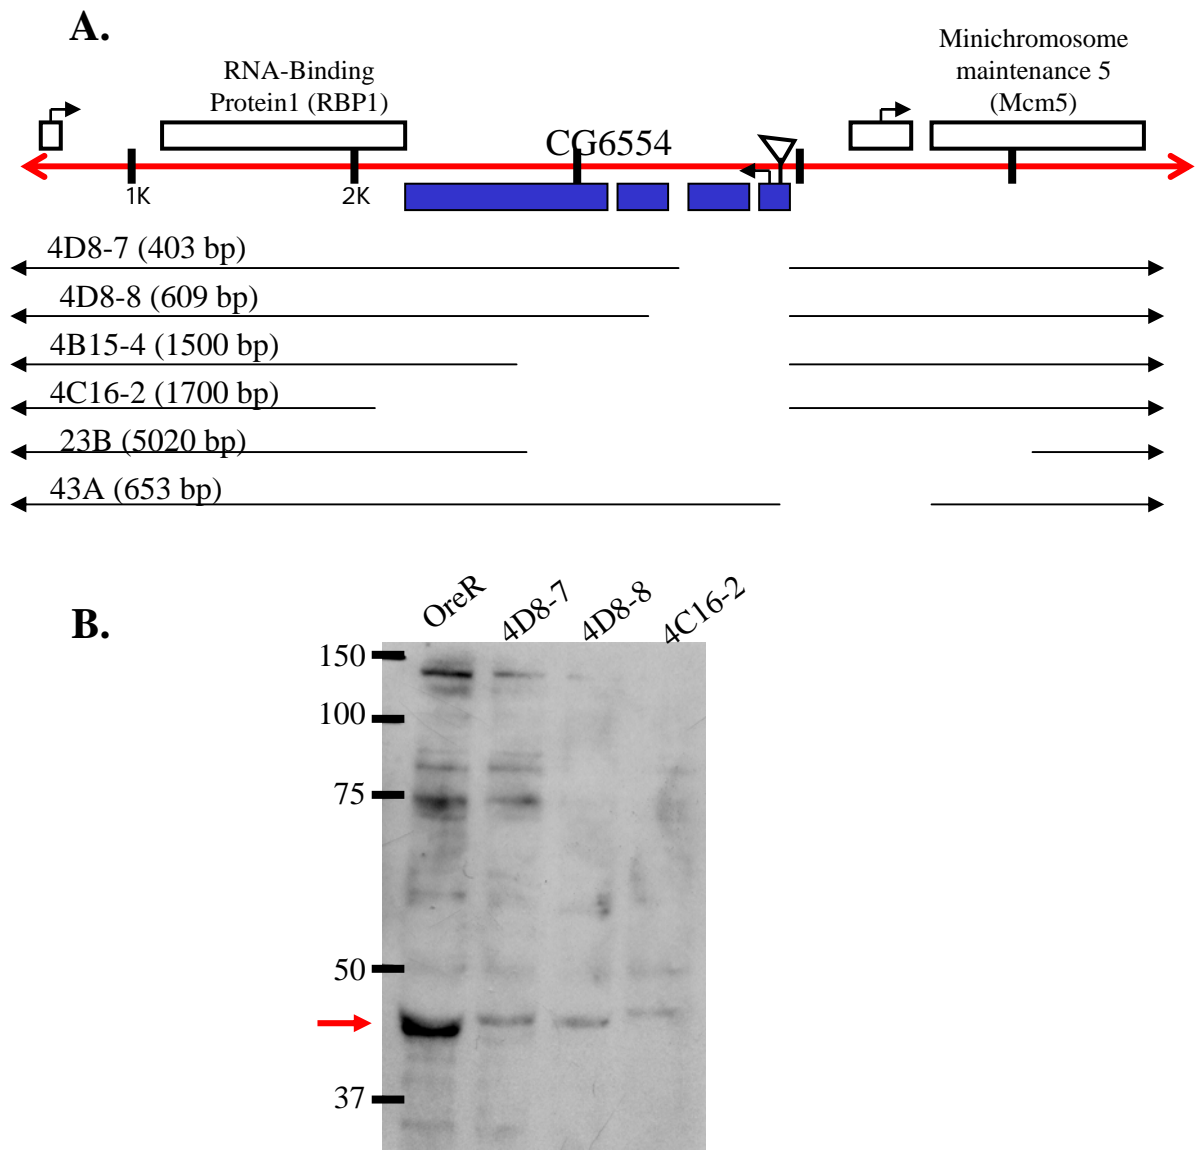 A.
RNA-Binding
Protein1 (RBP1)
Minichromosome
maintenance 5
(Mcm5)
CG6554
1K
2K
4D8-7 (403 bp)
4D8-8 (609 bp)
4B15-4 (1500 bp)
4C16-2 (1700 bp)
23B (5020 bp)
43A (653 bp)
B.
OreR
4D8-7
4D8-8
4C16-2
150
100
75
50
37